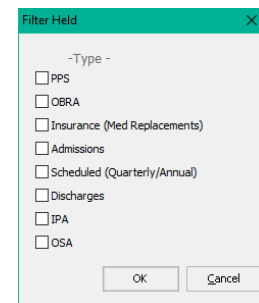 Filter Held
-Type -
PPS
OBRA
Insurance (Med Replacements)
Admissions
Scheduled (Quarterly/Annual)
Discharges
IPA
OSA
OK Cancel